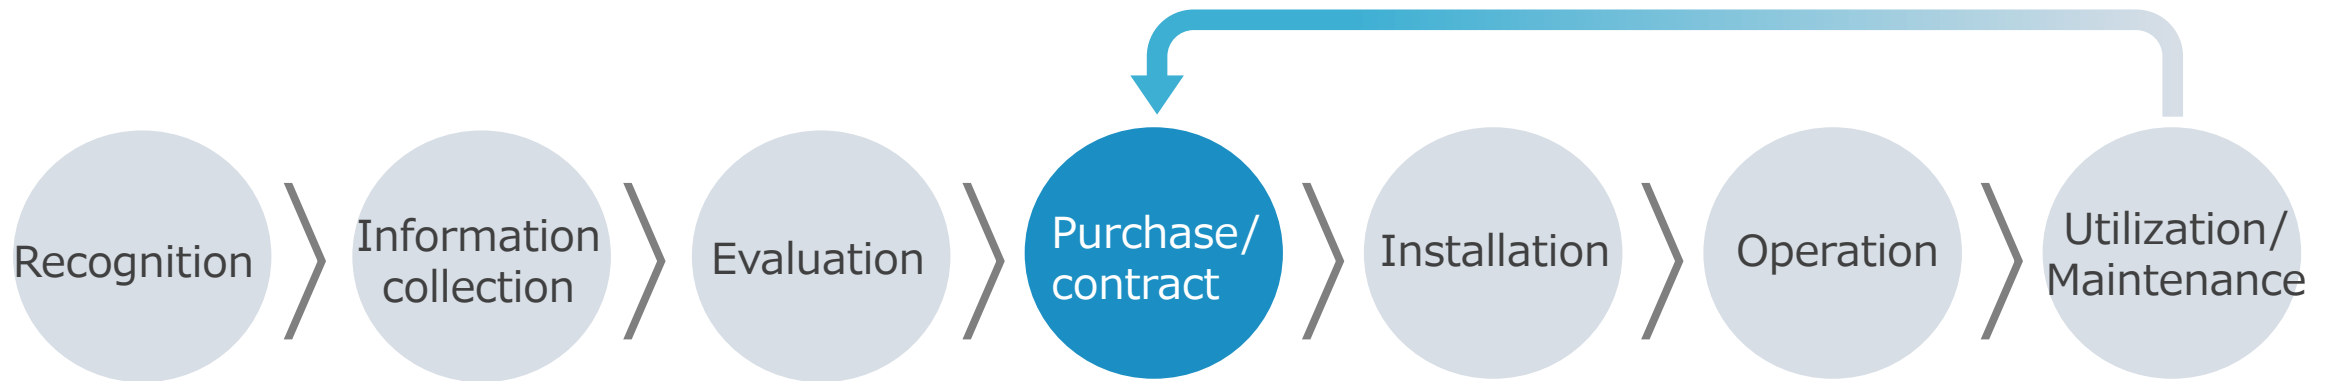 Recognition
Information
collection
Evaluation
Purchase/
contract
Installation
Operation
Utilization/
Maintenance